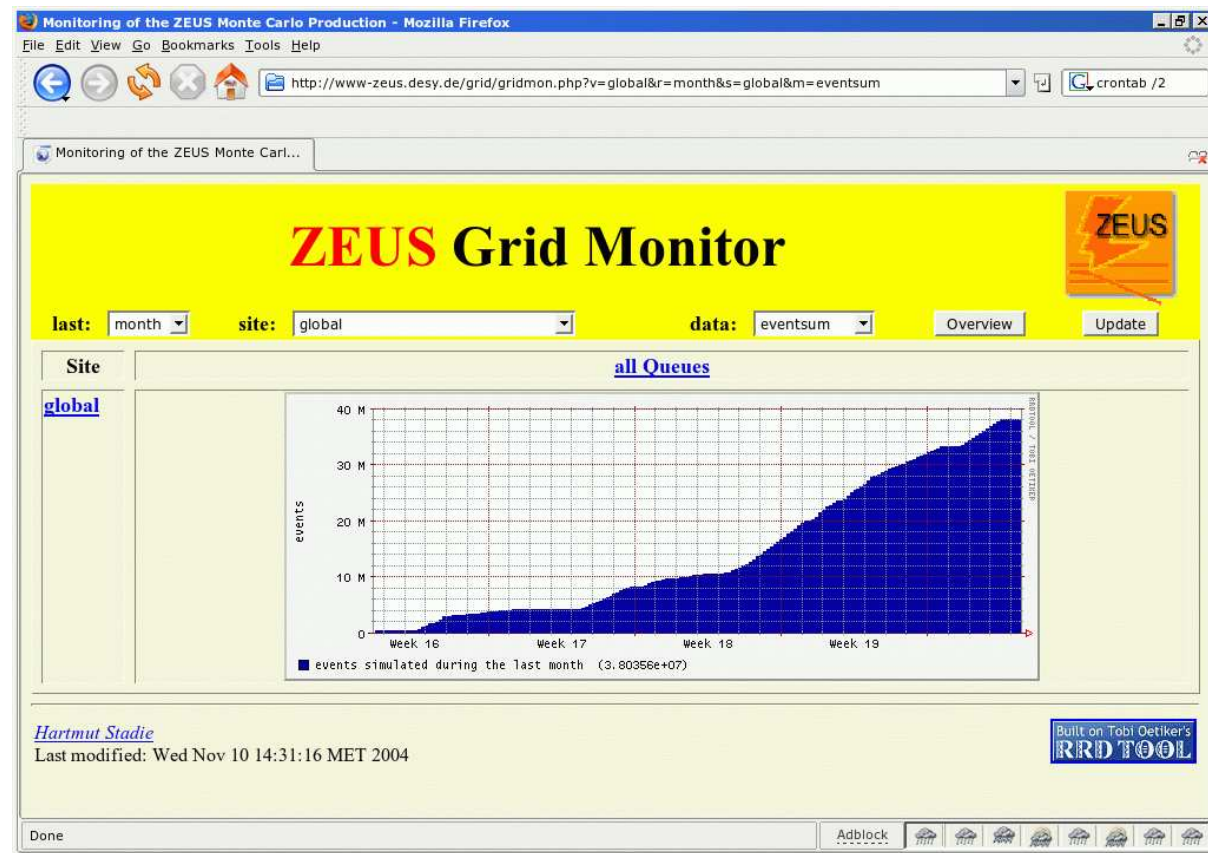 Monitoring of the ZEUS Monte Carlo Production - Mozilla Firefox
File Edit View Go Bookmarks Tools Help
http://www-zeus.desy.de/grid/gridmon.php?v=global&r=month&s=global&m=eventsum
G, crontab /2
Monitoring of the ZEUS Monte Carl...
ZEUS Grid Monitor
ZEUS
last: month site: global data: eventsum Overview Update
Site all Queues
global
40 M
30 M
20 M
10 M
0
events
RRDTOOL / TOBI OETIKER
Week 16 Week 17 Week 18 Week 19
events simulated during the last month (3.80356e+07)
Hartmut Stadie
Last modified: Wed Nov 10 14:31:16 MET 2004
Built on Tobi Oetiker's
RRDTOOL
Done
Adblock